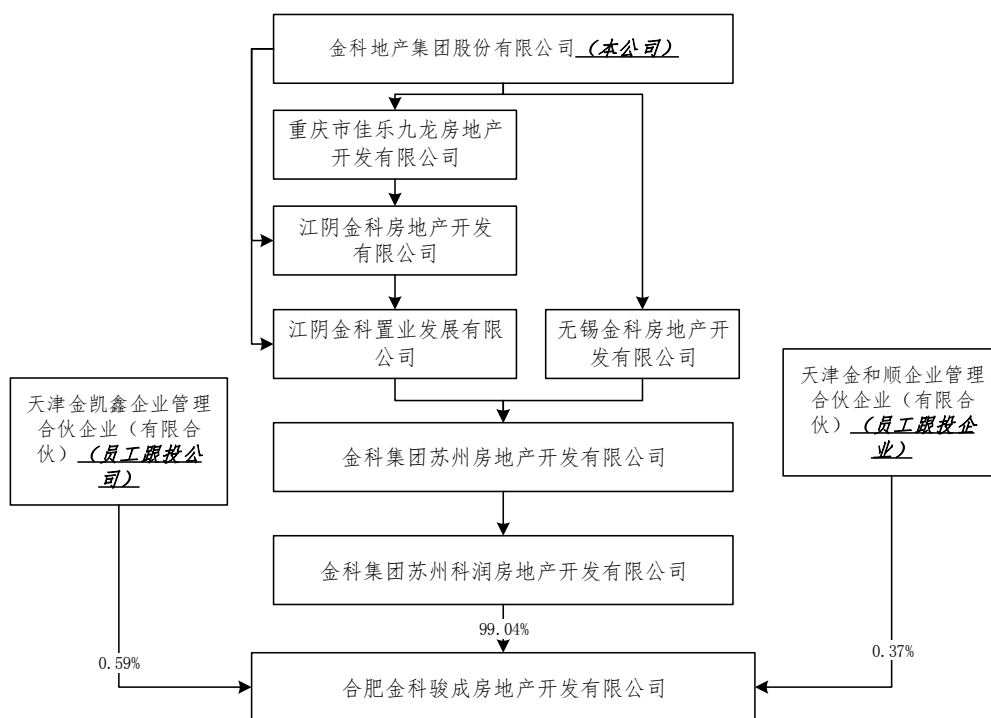 金科地产集团股份有限公司（本公司）
重庆市佳乐九龙房地产
开发有限公司
江阴金科房地产开发
有限公司
江阴金科置业发展有限
公司
无锡金科房地产开
发有限公司
天津金凯鑫企业管理
合伙企业（有限合
伙）（员工跟投公
司）
天津金和顺企业管理
合伙企业（有限合
伙）（员工跟投企
业）
金科集团苏州房地产开发有限公司
金科集团苏州科润房地产开发有限公司
99.04%
0.59%
0.37%
合肥金科骏成房地产开发有限公司